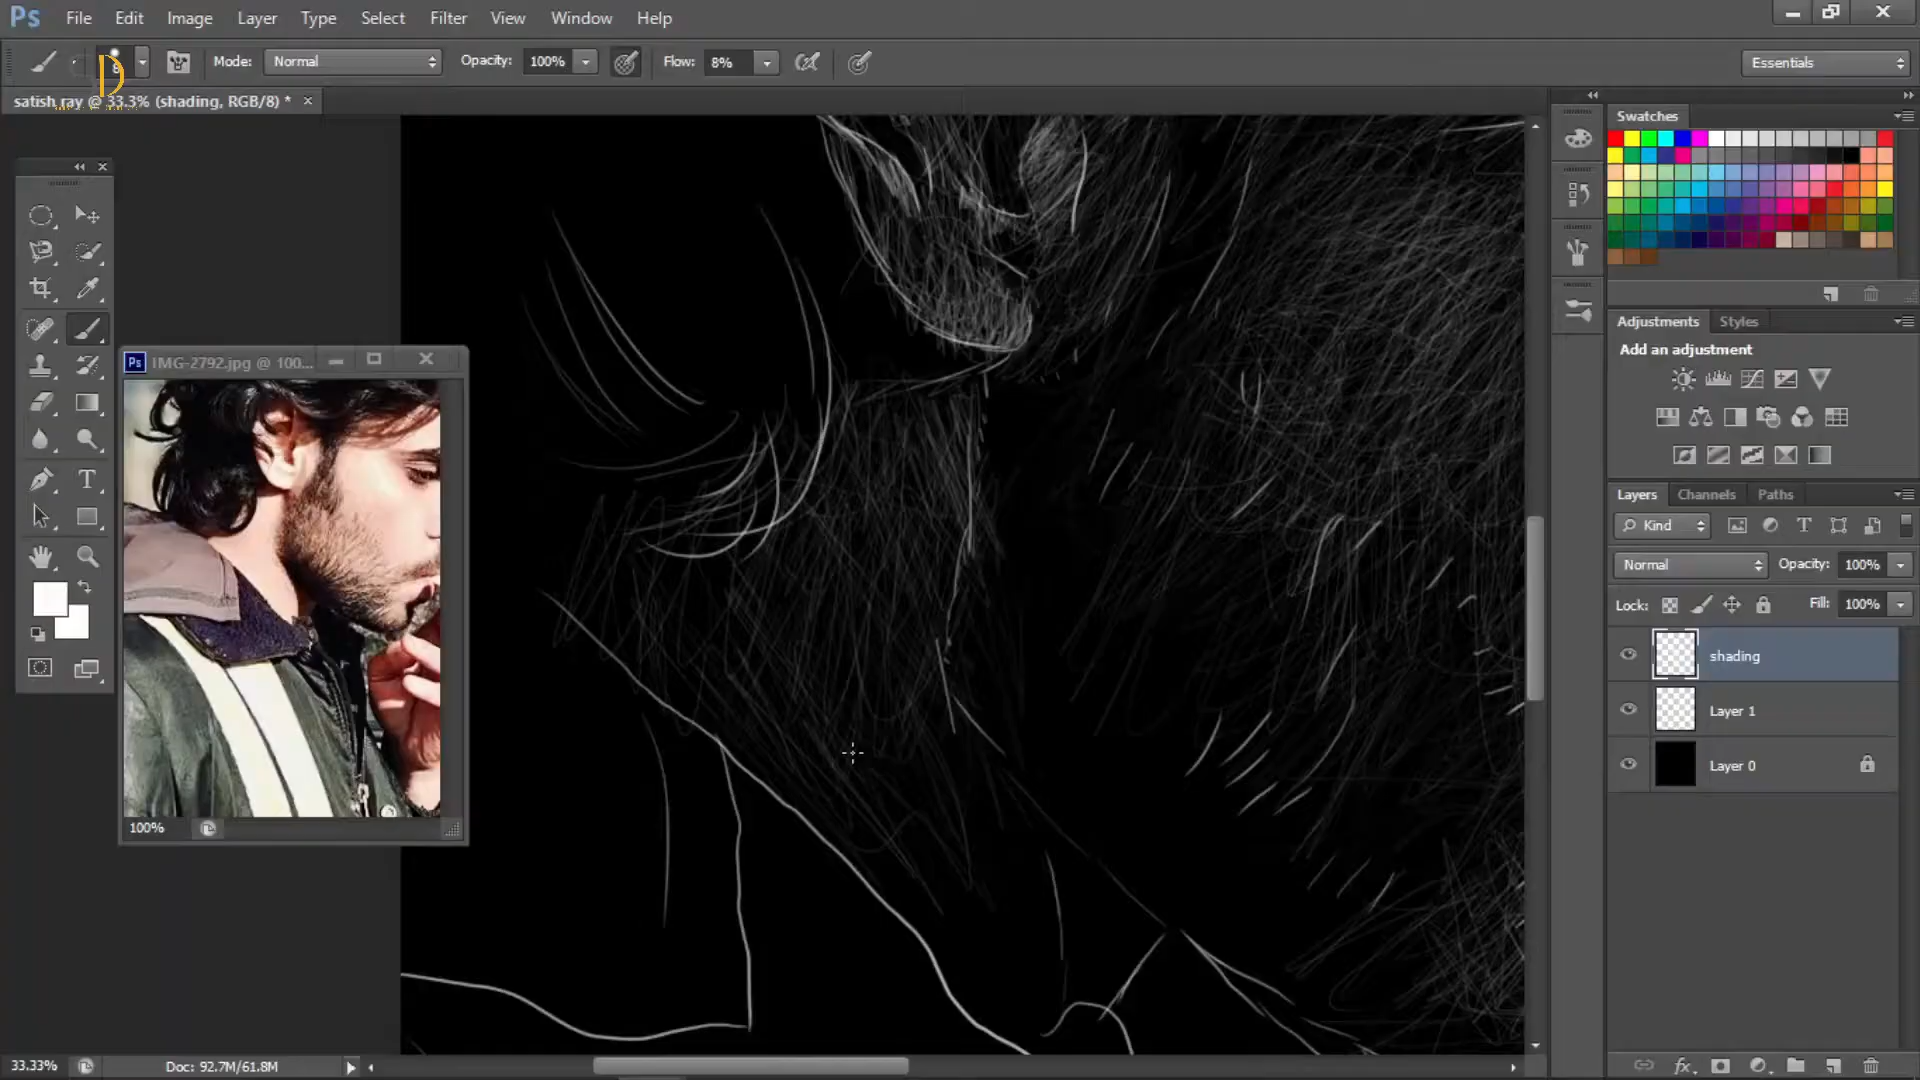 Ps File Edit Image Layer Type Select Filter View Window Help
Mode: Normal Opacity: 100% Flow: 8% Essentials
D
satish ray @ 33.3% (shading, RGB/8) *
Swatches
Adjustments Styles
Add an adjustment
Ps IMG-2792.jpg @ 100...
T
Layers Channels Paths
Kind T
Normal Opacity: 100%
Lock: Fill: 100%
shading
Layer 1
Layer 0
100%
33.33% Doc: 92.7M/61.8M
fx